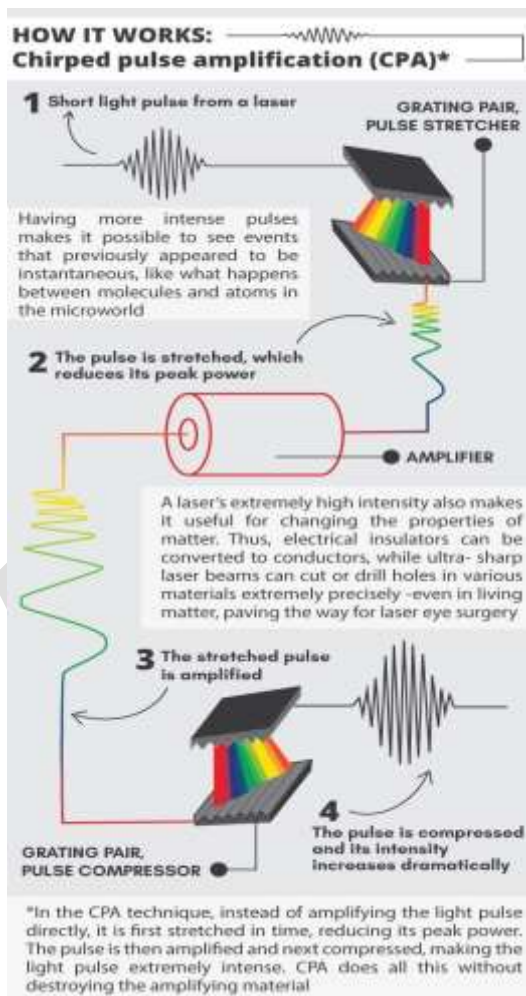 HOW IT WORKS:
Chirped pulse amplification (CPA)*
1 Short light pulse from a laser
GRATING PAIR,
PULSE STRETCHER
Having more intense pulses
makes it possible to see events
that previously appeared to be
instantaneous, like what happens
between molecules and atoms in
the microworld
2 The pulse is stretched, which
reduces its peak power
AMPLIFIER
A laser's extremely high intensity also makes
it useful for changing the properties of
matter. Thus, electrical insulators can be
converted to conductors, while ultra- sharp
laser beams can cut or drill holes in various
materials extremely precisely -even in living
matter, paving the way for laser eye surgery
3 The stretched pulse
is amplified
4
The pulse is compressed
and its intensity
increases dramatically
GRATING PAIR,
PULSE COMPRESSOR
*In the CPA technique, instead of amplifying the light pulse
directly, it is first stretched in time, reducing its peak power.
The pulse is then amplified and next compressed, making the
light pulse extremely intense. CPA does all this without
destroying the amplifying material